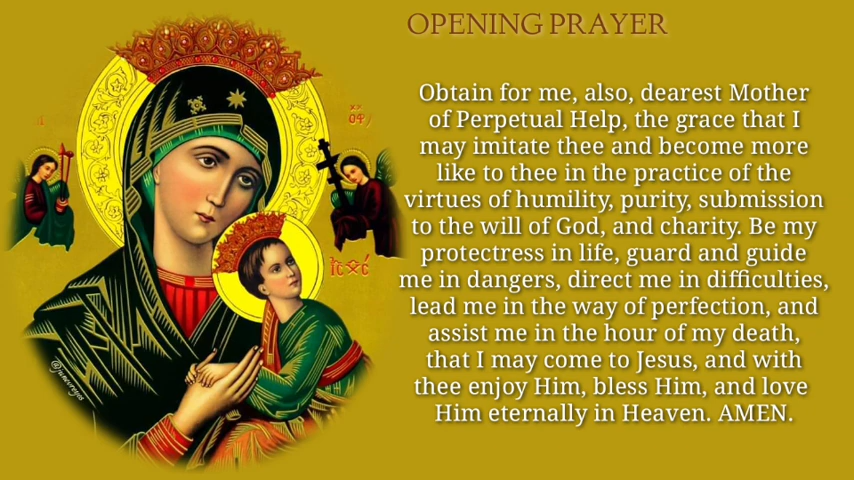 OPENING PRAYER
Obtain for me, also, dearest Mother
of Perpetual Help, the grace that I
may imitate thee and become more
like to thee in the practice of the
virtues of humility, purity, submission
to the will of God, and charity. Be my
protectress in life, guard and guide
me in dangers, direct me in difficulties,
lead me in the way of perfection, and
assist me in the hour of my death,
that I may come to Jesus, and with
thee enjoy Him, bless Him, and love
Him eternally in Heaven. AMEN.